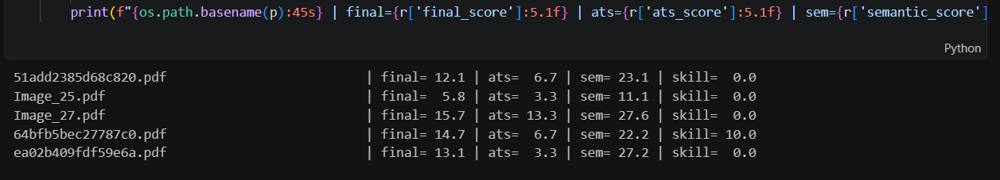 print(f"{os.path.basename(p):45s} | final={r['final_score']:5.1f} | ats={r['ats_score']:5.1f} | sem={r['semantic_score']
Python
51add2385d68c820.pdf | final= 12.1 | ats=  6.7 | sem= 23.1 | skill=  0.0
Image_25.pdf | final=  5.8 | ats=  3.3 | sem= 11.1 | skill=  0.0
Image_27.pdf | final= 15.7 | ats= 13.3 | sem= 27.6 | skill=  0.0
64bfb5bec27787c0.pdf | final= 14.7 | ats=  6.7 | sem= 22.2 | skill= 10.0
ea02b409fdf59e6a.pdf | final= 13.1 | ats=  3.3 | sem= 27.2 | skill=  0.0